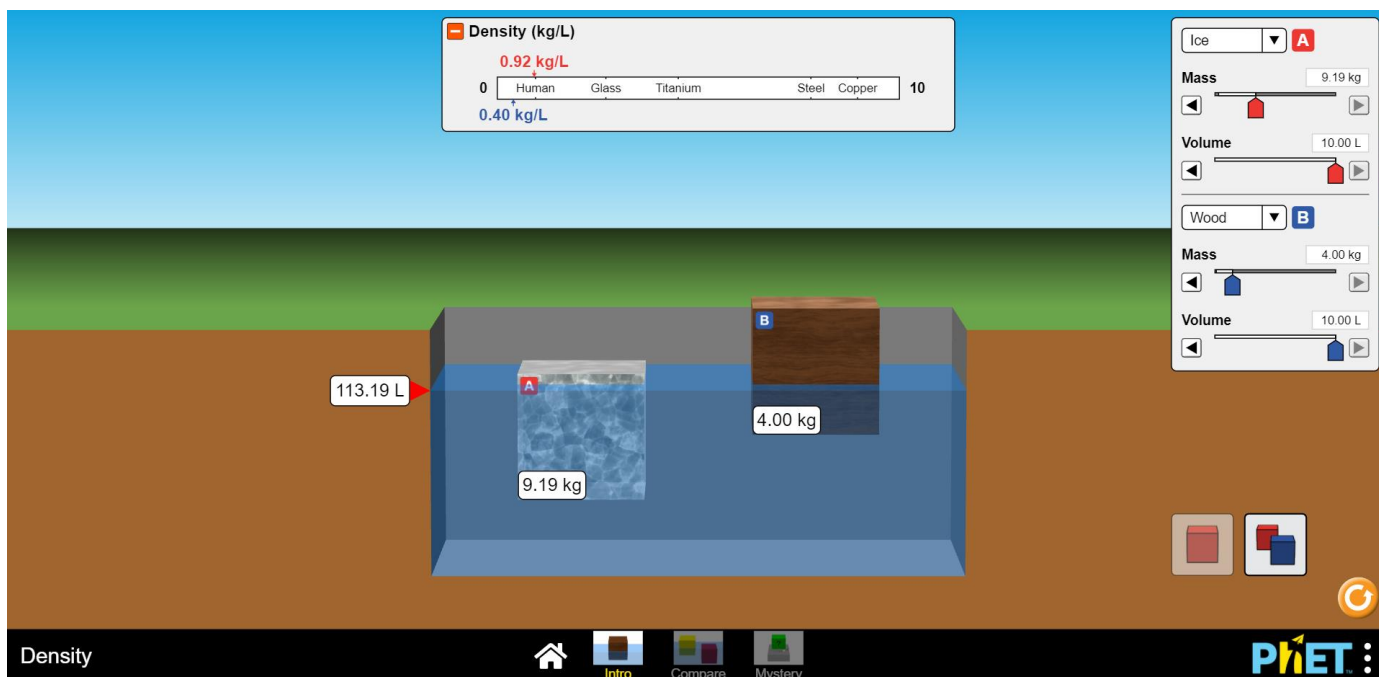 Density (kg/L)
0.92 kg/L
0 Human Glass Titanium Steel Copper 10
0.40 kg/L
Ice A
Mass 9.19 kg
Volume 10.00 L
Wood B
Mass 4.00 kg
Volume 10.00 L
B
113.19 L
A
4.00 kg
9.19 kg
Density
Intro
Compare
Mystery
PhET